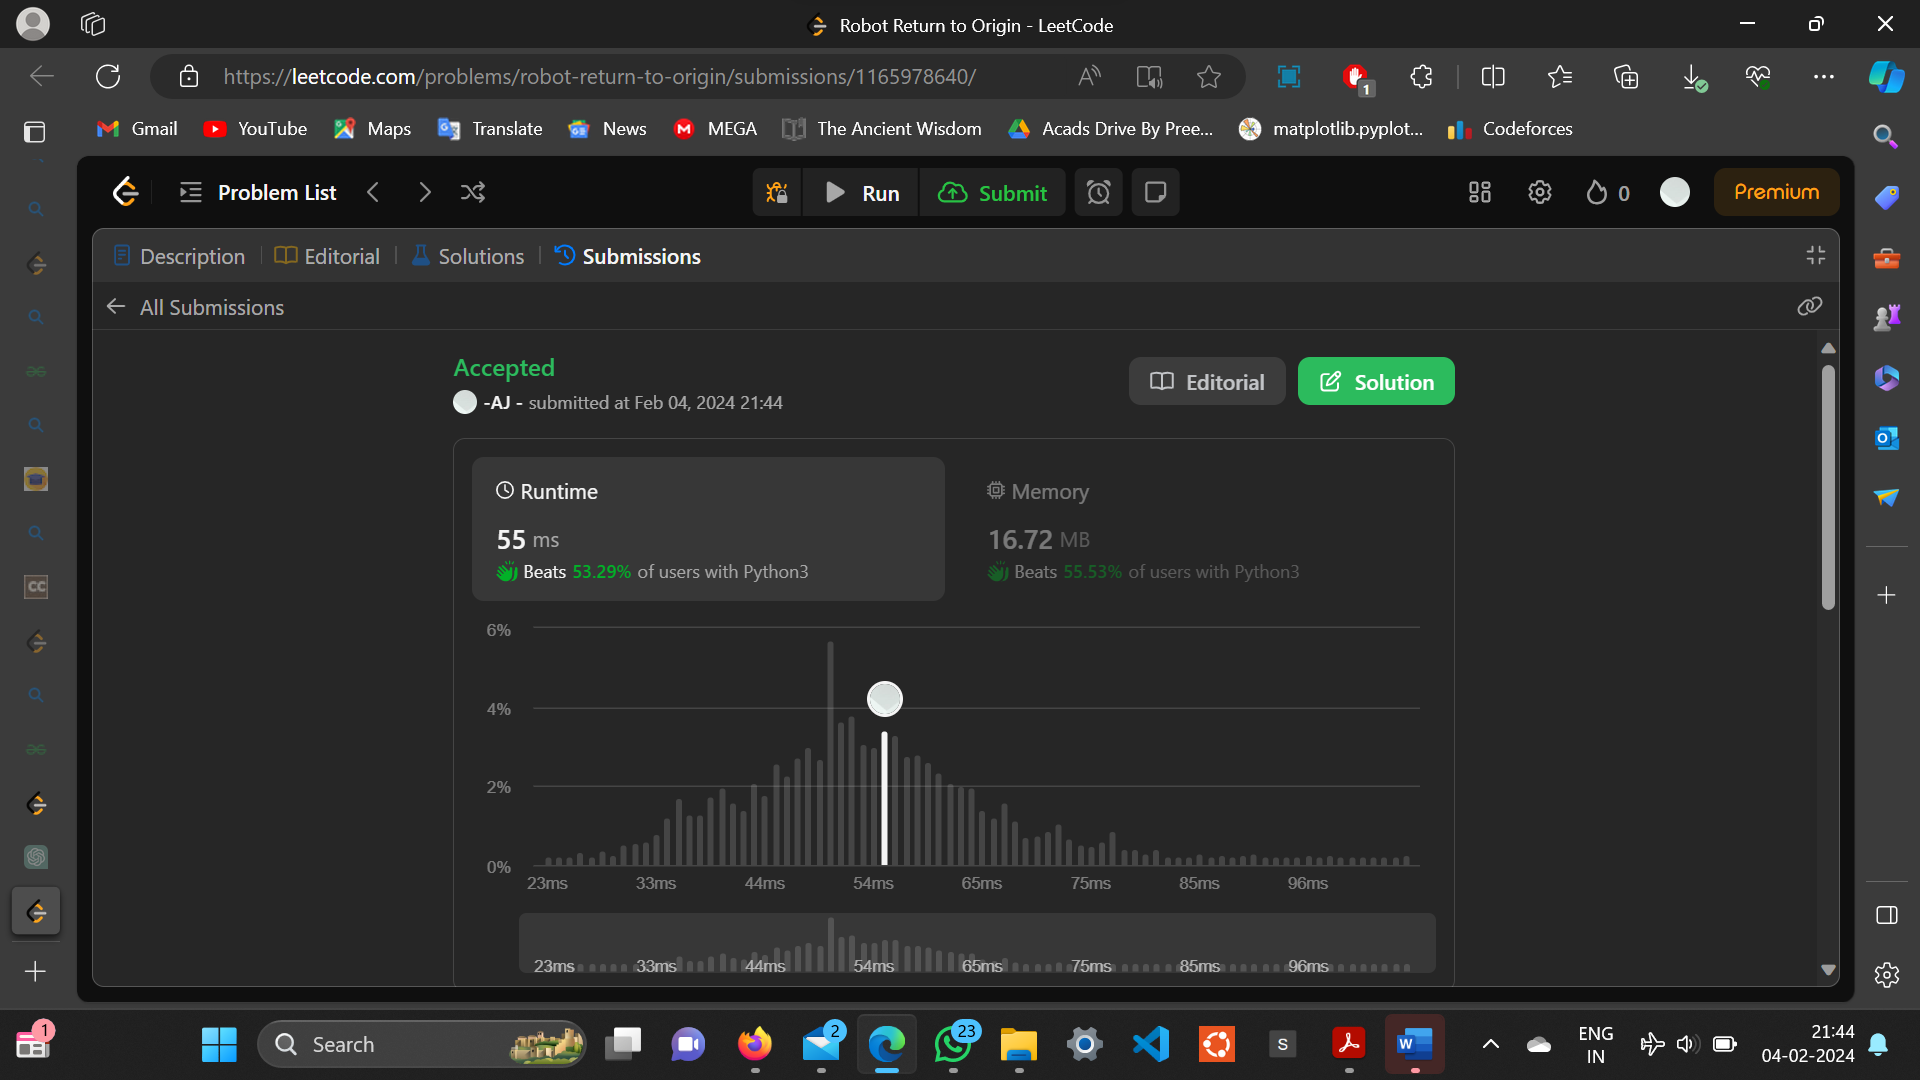 Robot Return to Origin - LeetCode
https://leetcode.com/problems/robot-return-to-origin/submissions/1165978640/
1
Gmail YouTube Maps Translate News MEGA The Ancient Wisdom Acads Drive By Pree... matplotlib.pyplot... Codeforces
Problem List Run Submit 0 Premium
Description Editorial Solutions Submissions
All Submissions
Accepted
-AJ - submitted at Feb 04, 2024 21:44
Editorial Solution
Runtime
55 ms
Beats 53.29% of users with Python3
Memory
16.72 MB
Beats 55.53% of users with Python3
6%
4%
2%
0%
23ms 33ms 44ms 54ms 65ms 75ms 85ms 96ms
23ms 33ms 44ms 54ms 65ms 75ms 85ms 96ms
CC
1
Search
2
23
S
W
ENG
IN
21:44
04-02-2024